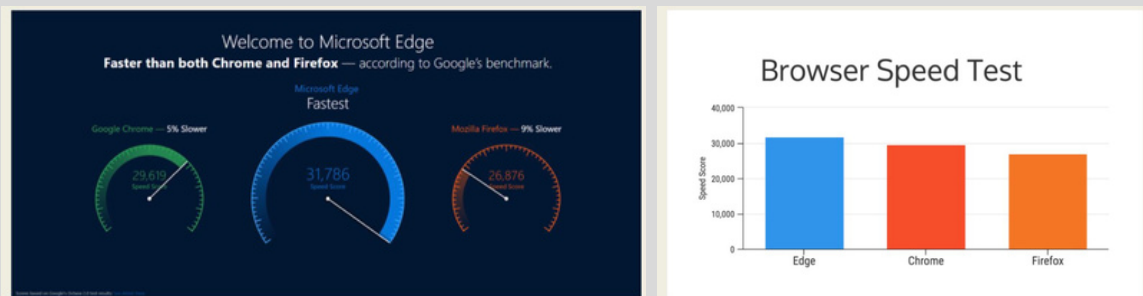 Welcome to Microsoft Edge
Faster than both Chrome and Firefox — according to Google's benchmark.
Microsoft Edge
Fastest
Google Chrome — 5% Slower
Mozilla Firefox — 9% Slower
29,619
Speed Score
31,786
Speed Score
26,876
Speed Score
Browser Speed Test
Speed Score
40,000
30,000
20,000
10,000
0
Edge
Chrome
Firefox